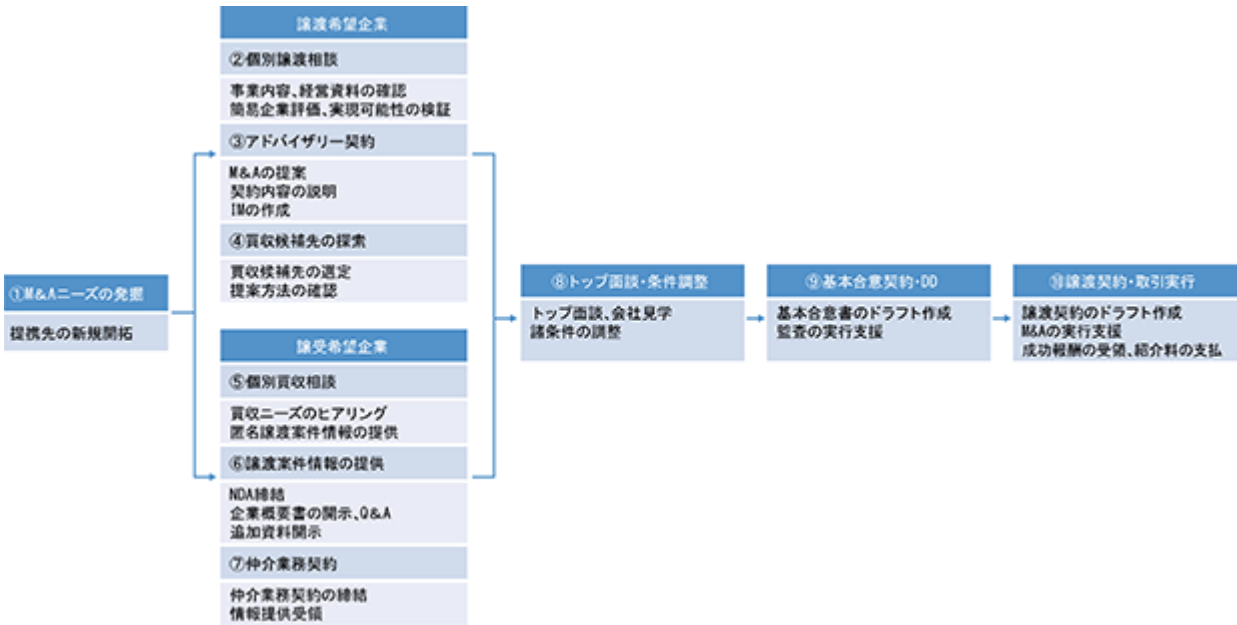 ①M&Aニーズの発掘
提携先の新規開拓
譲渡希望企業
②個別譲渡相談
事業内容、経営資料の確認
簡易企業評価、実現可能性の検証
③アドバイザリー契約
M&Aの提案
契約内容の説明
IMの作成
④買収候補先の探索
買収候補先の選定
提案方法の確認
譲受希望企業
⑤個別買収相談
買収ニーズのヒアリング
匿名譲渡案件情報の提供
⑥譲渡案件情報の提供
NDA締結
企業概要書の開示、Q&A
追加資料開示
⑦仲介業務契約
仲介業務契約の締結
情報提供受領
⑧トップ面談・条件調整
トップ面談、会社見学
諸条件の調整
⑨基本合意契約・DD
基本合意書のドラフト作成
監査の実行支援
⑩譲渡契約・取引実行
譲渡契約のドラフト作成
M&Aの実行支援
成功報酬の受領、紹介料の支払